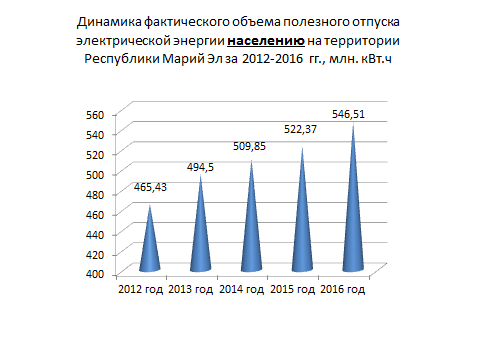 Динамика фактического объема полезного отпуска
электрической энергии населению на территории
Республики Марий Эл за 2012-2016 гг., млн. кВт.ч
560
540
520
500
480
460
440
420
400
465,43
494,5
509,85
522,37
546,51
2012 год
2013 год
2014 год
2015 год
2016 год